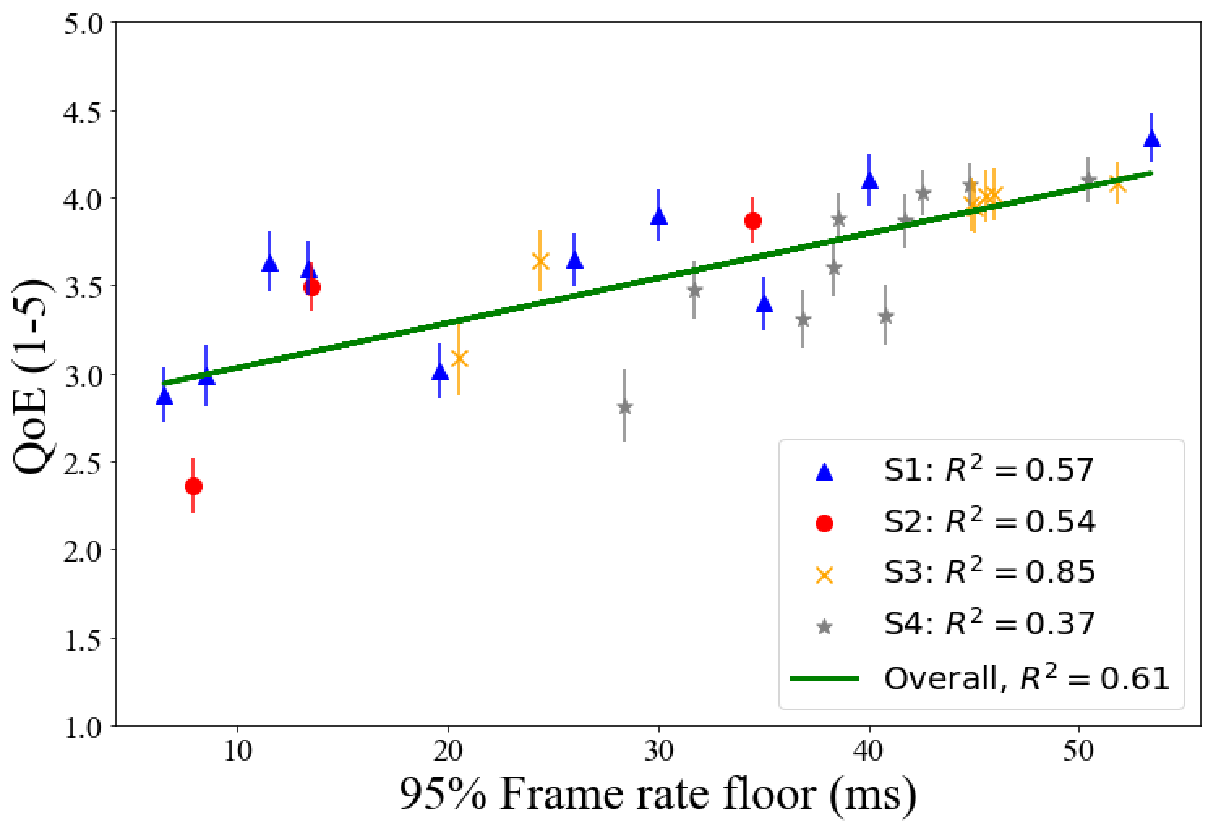 5.0
4.5
4.0
3.5
3.0
2.5
2.0
1.5
1.0
QoE (1-5)
S1: R² = 0.57
S2: R² = 0.54
S3: R² = 0.85
S4: R² = 0.37
Overall, R² = 0.61
10 20 30 40 50
95% Frame rate floor (ms)